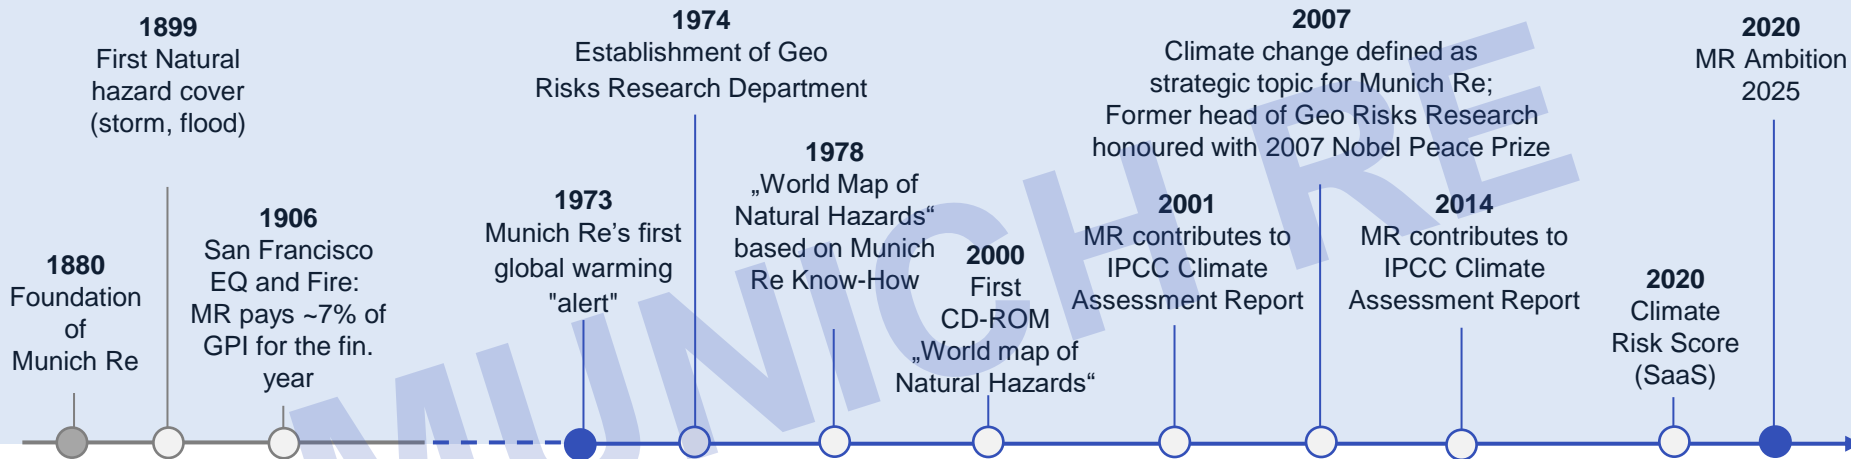 1880
Foundation
of
Munich Re
1899
First Natural
hazard cover
(storm, flood)
1906
San Francisco
EQ and Fire:
MR pays ~7% of
GPI for the fin.
year
1973
Munich Re's first
global warming
"alert"
1974
Establishment of Geo
Risks Research Department
1978
„World Map of
Natural Hazards“
based on Munich
Re Know-How
2000
First
CD-ROM
„World map of
Natural Hazards“
2001
MR contributes to
IPCC Climate
Assessment Report
2007
Climate change defined as
strategic topic for Munich Re;
Former head of Geo Risks Research
honoured with 2007 Nobel Peace Prize
2014
MR contributes to
IPCC Climate
Assessment Report
2020
Climate
Risk Score
(SaaS)
2020
MR Ambition
2025
MUNICH RE